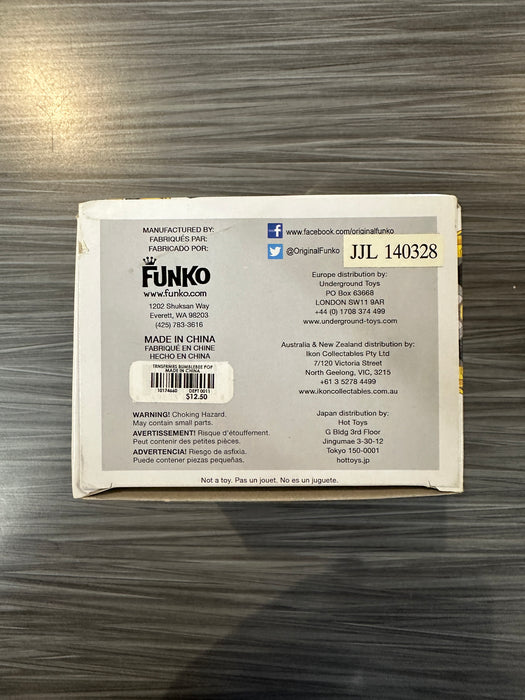 MANUFACTURED BY:
FABRIQUÉS PAR:
FABRICADO POR:
FUNKO
www.funko.com
1202 Shuksan Way
Everett, WA 98203
(425) 783-3616
MADE IN CHINA
FABRIQUÉ EN CHINE
HECHO EN CHINA
TRNSFRMRS BUMBLEBEE POP
MADE IN CHINA
10174660 DEPT 0051
$12.50
WARNING! Choking Hazard.
May contain small parts.
AVERTISSEMENT! Risque d'étouffement.
Peut contenir des petites pièces.
ADVERTENCIA! Riesgo de asfixia.
Puede contener piezas pequeñas.
www.facebook.com/originalfunko
@OriginalFunko
JJL 140328
Europe distribution by:
Underground Toys
PO Box 63668
LONDON SW11 9AR
+44 (0) 1708 374 499
www.underground-toys.com
Australia & New Zealand distribution by:
Ikon Collectables Pty Ltd
7/120 Victoria Street
North Geelong, VIC, 3215
+61 3 5278 4499
www.ikoncollectables.com.au
Japan distribution by:
Hot Toys
G Bldg 3rd Floor
Jingumae 3-30-12
Tokyo 150-0001
hottoys.jp
Not a toy. Pas un jouet. No es un juguete.